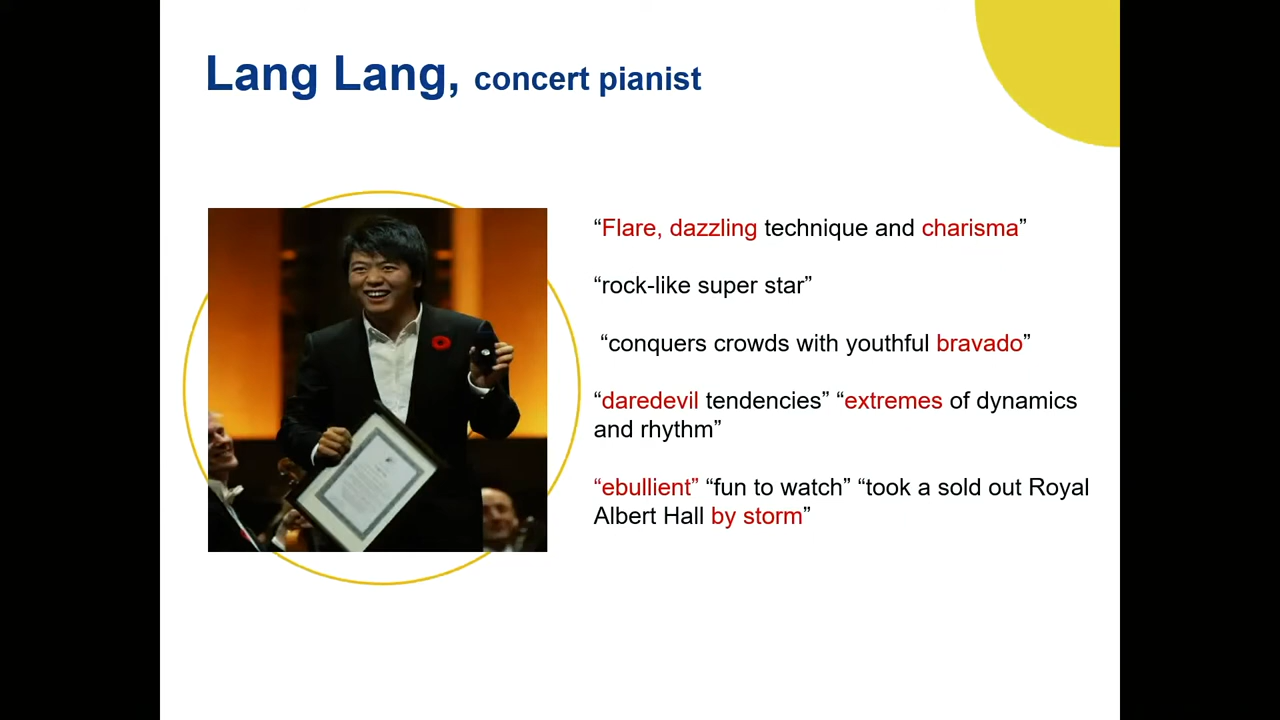 Lang Lang, concert pianist
“Flare, dazzling technique and charisma”
“rock-like super star”
“conquers crowds with youthful bravado”
“daredevil tendencies” “extremes of dynamics
and rhythm”
“ebullient” “fun to watch” “took a sold out Royal
Albert Hall by storm”